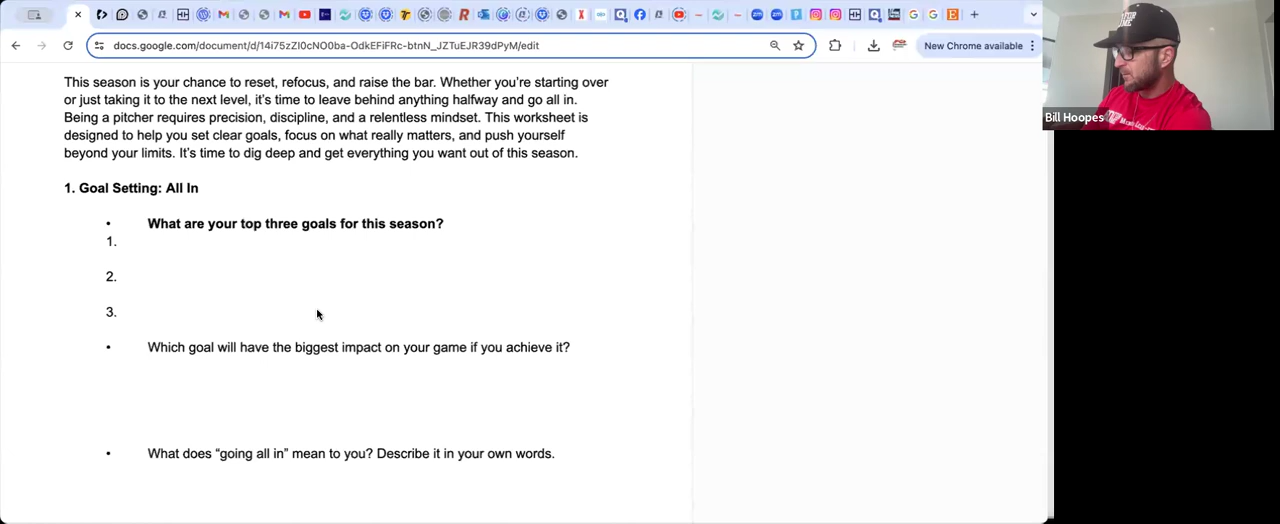 docs.google.com/document/d/14i75zZI0cNO0ba-OdkEFiFRc-btnN_JZTuEJR39dPyM/edit
New Chrome available
This season is your chance to reset, refocus, and raise the bar. Whether you’re starting over
or just taking it to the next level, it’s time to leave behind anything halfway and go all in.
Being a pitcher requires precision, discipline, and a relentless mindset. This worksheet is
designed to help you set clear goals, focus on what really matters, and push yourself
beyond your limits. It’s time to dig deep and get everything you want out of this season.
1. Goal Setting: All In
• What are your top three goals for this season?
1.
2.
3.
• Which goal will have the biggest impact on your game if you achieve it?
• What does “going all in” mean to you? Describe it in your own words.
Bill Hoopes